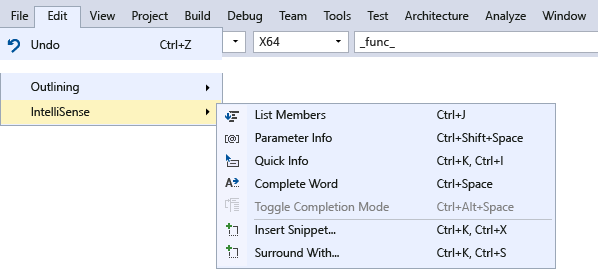 File Edit View Project Build Debug Team Tools Test Architecture Analyze Window
Undo Ctrl+Z
X64 _func_
Outlining
IntelliSense
List Members Ctrl+J
Parameter Info Ctrl+Shift+Space
Quick Info Ctrl+K, Ctrl+I
Complete Word Ctrl+Space
Toggle Completion Mode Ctrl+Alt+Space
Insert Snippet... Ctrl+K, Ctrl+X
Surround With... Ctrl+K, Ctrl+S